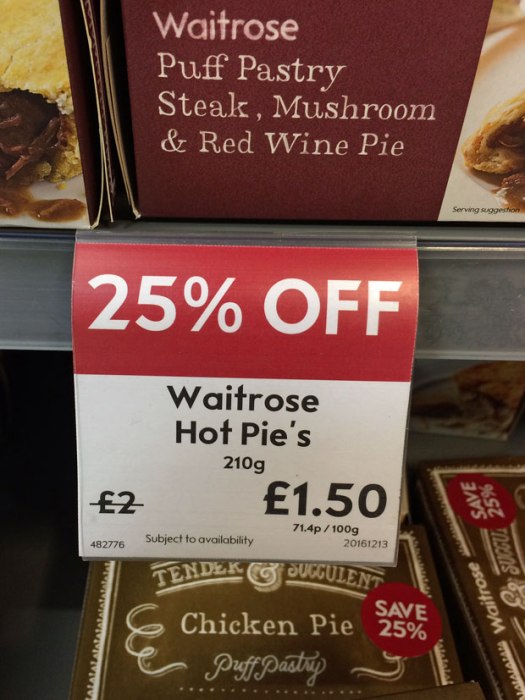 Waitrose
Puff Pastry
Steak, Mushroom
& Red Wine Pie
Serving suggestion
25% OFF
Waitrose
Hot Pie's
210g
£2
£1.50
71.4p / 100g
482776
Subject to availability
20161213
TENDER & SUCCULENT
Chicken Pie
Puff Pastry
SAVE
25%
SAVE
25%
Waitrose